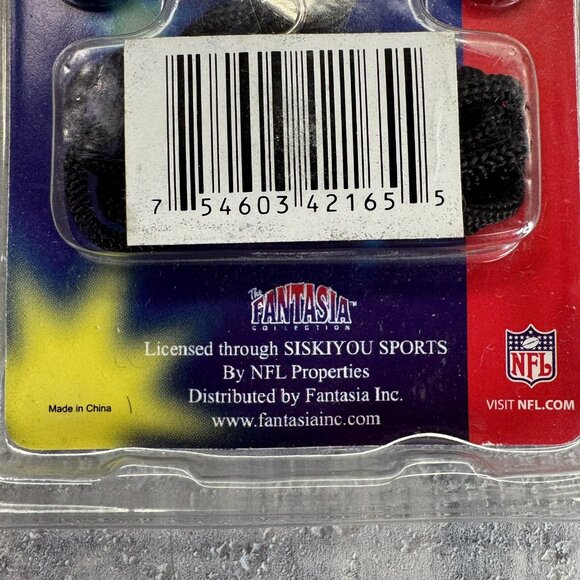 7 54603 42165 5
The
FANTASIA™
COLLECTION
Licensed through SISKIYOU SPORTS
By NFL Properties
Distributed by Fantasia Inc.
www.fantasiainc.com
Made in China
NFL
VISIT NFL.COM